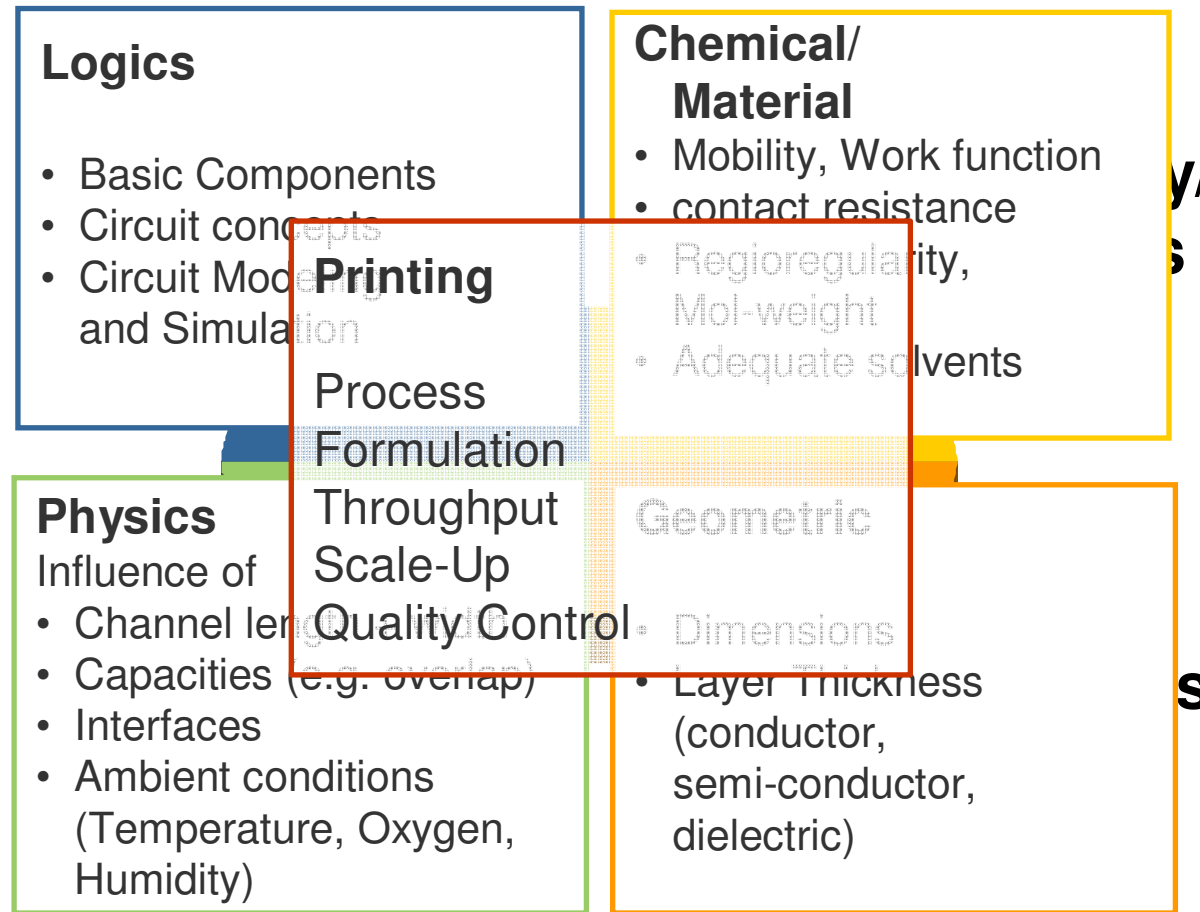 Logics
• Basic Components
• Circuit concepts
• Circuit Modeling
and Simulation
Chemical/
Material
• Mobility, Work function
• contact resistance
• Regioregularity,
Mol-weight
• Adequate solvents
Printing
Process
Formulation
Throughput
Scale-Up
Quality Control
Physics
Influence of
• Channel length
• Capacities (e.g. overlap)
• Interfaces
• Ambient conditions
(Temperature, Oxygen,
Humidity)
Geometric
• Dimensions
• Layer Thickness
(conductor,
semi-conductor,
dielectric)
y/
s
s